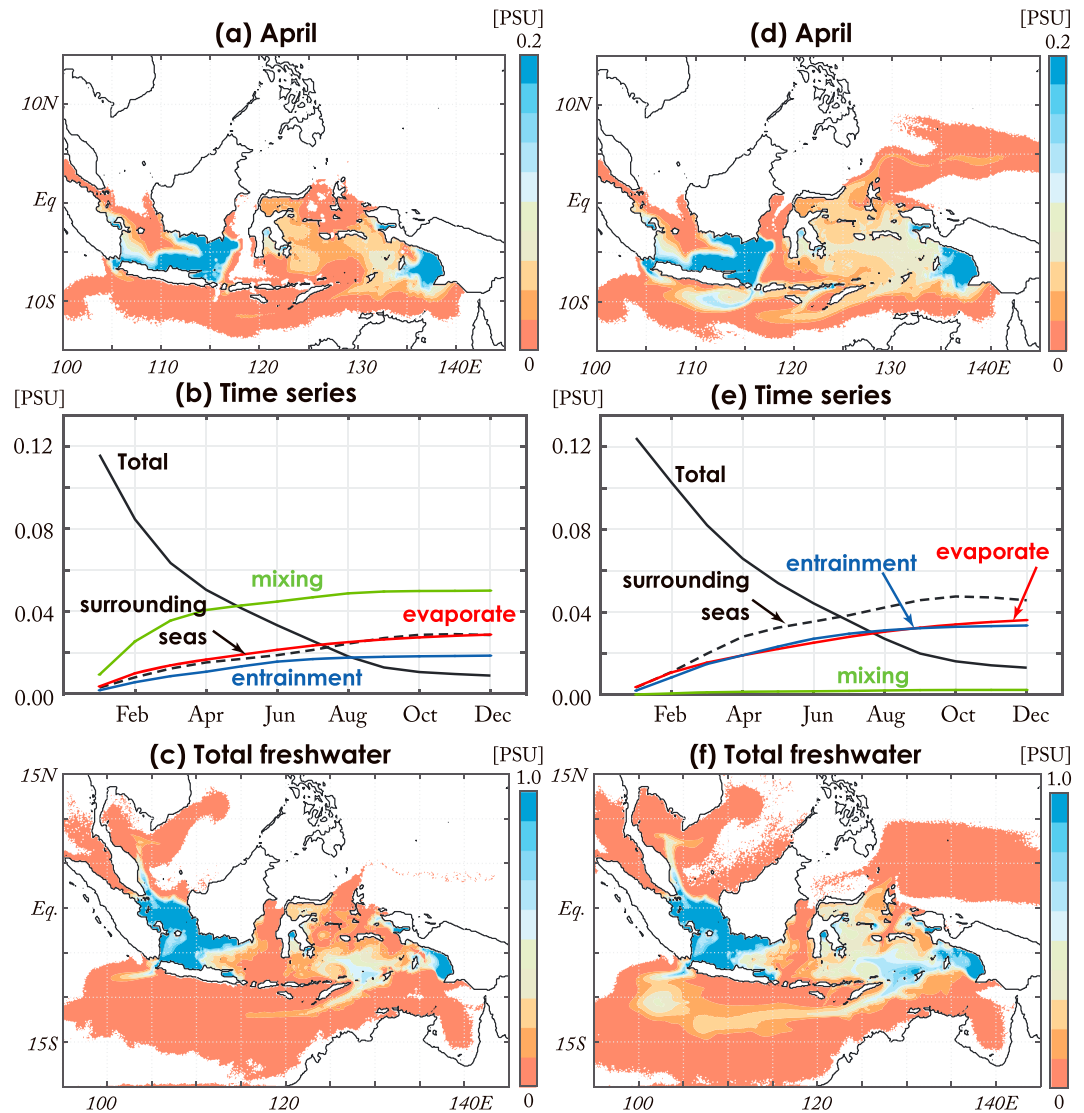 [PSU]
(a) April
0.2
10N
Eq
10S
0
100
110
120
130
140E
[PSU]
(d) April
0.2
10N
Eq
10S
0
100
110
120
130
140E
[PSU]
(b) Time series
0.12
0.08
0.04
0.00
Total
mixing
surrounding
seas
evaporate
entrainment
Feb
Apr
Jun
Aug
Oct
Dec
[PSU]
(e) Time series
0.12
0.08
0.04
0.00
Total
entrainment
evaporate
surrounding
seas
mixing
Feb
Apr
Jun
Aug
Oct
Dec
(c) Total freshwater
[PSU]
1.0
15N
Eq.
15S
0
100
120
140E
(f) Total freshwater
[PSU]
1.0
15N
Eq.
15S
0
100
120
140E